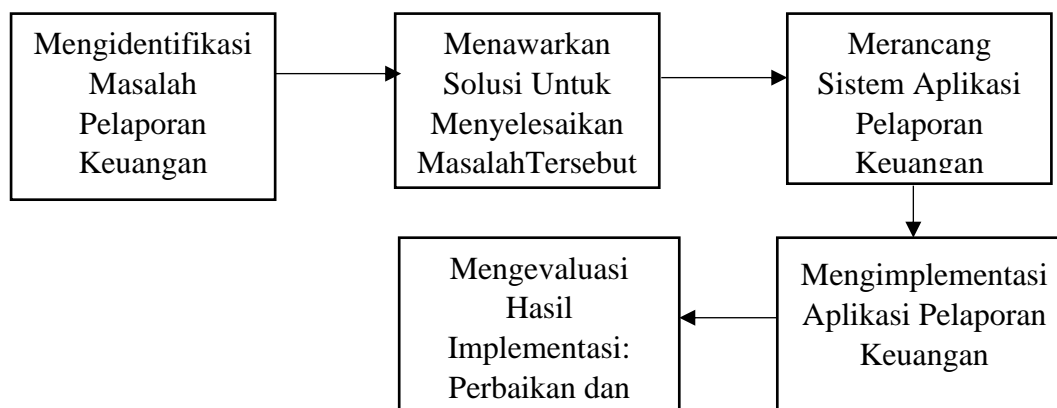 Mengidentifikasi
Masalah
Pelaporan
Keuangan
Menawarkan
Solusi Untuk
Menyelesaikan
MasalahTersebut
Merancang
Sistem Aplikasi
Pelaporan
Keuangan
Mengimplementasi
Aplikasi Pelaporan
Keuangan
Mengevaluasi
Hasil
Implementasi:
Perbaikan dan